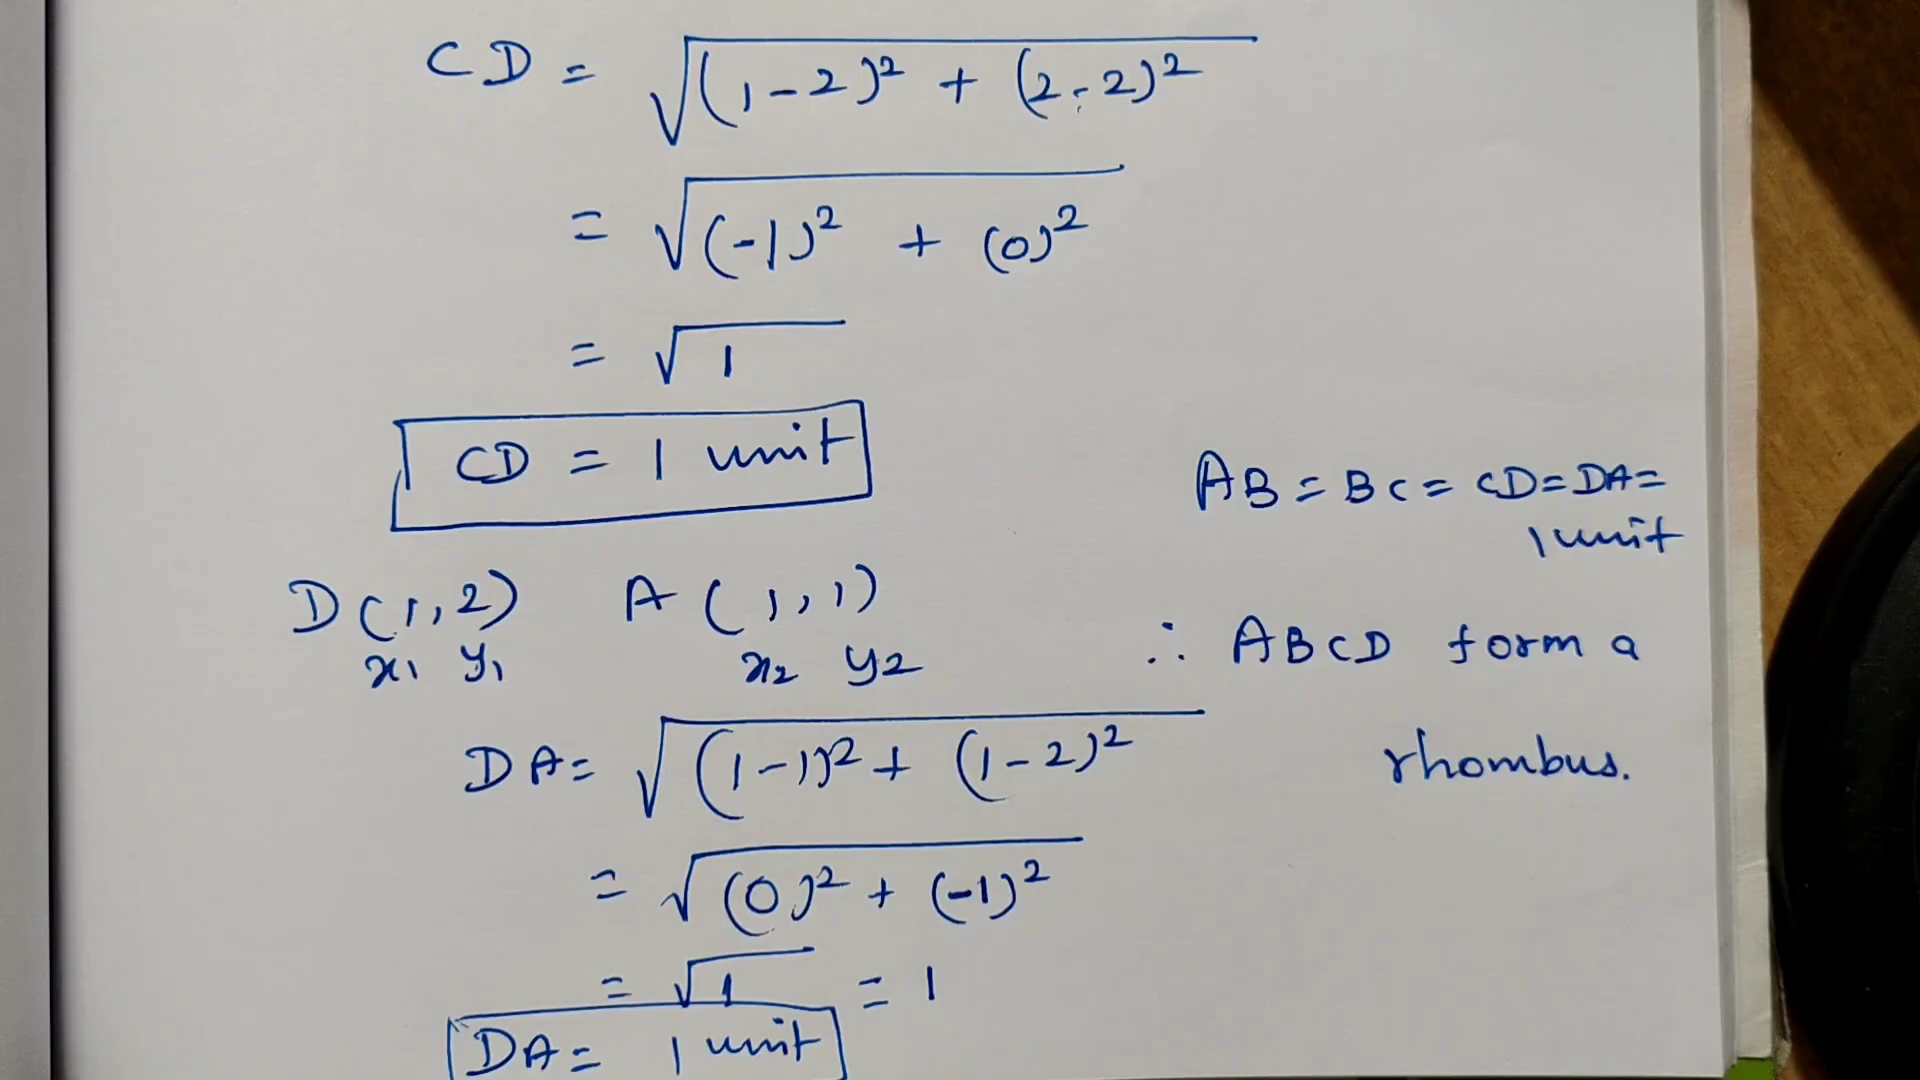 CD = √(1-2)² + (2-2)²
= √(-1)² + (0)²
= √1
CD = 1 unit
AB = BC = CD = DA =
1 unit
D(1,2) A(1,1)
x₁ y₁ x₂ y₂
∴ ABCD form a
rhombus.
DA = √(1-1)² + (1-2)²
= √(0)² + (-1)²
= √1 = 1
DA = 1 unit